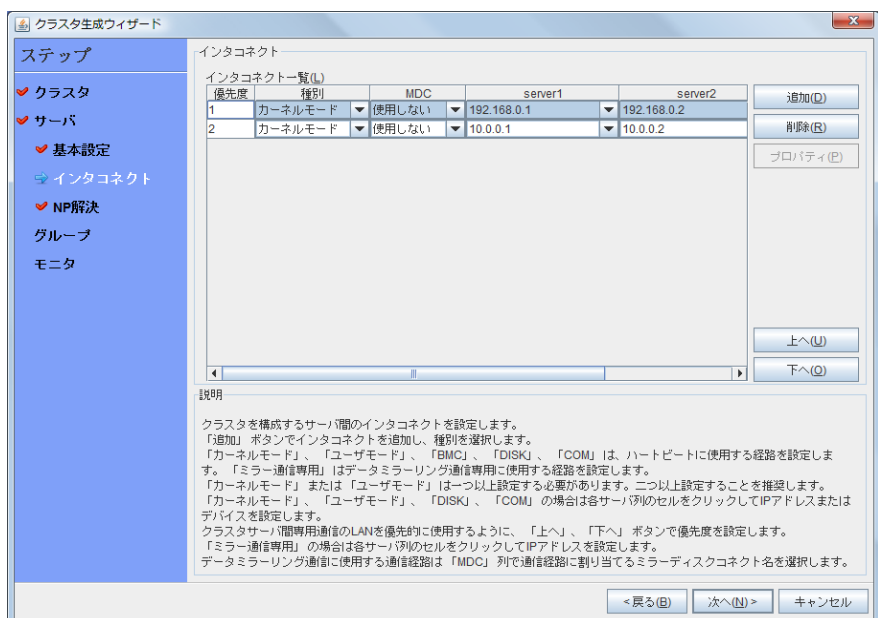 クラスタ生成ウィザード
ステップ
クラスタ
サーバ
基本設定
インタコネクト
NP解決
グループ
モニタ
インタコネクト
インタコネクト一覧(L)
優先度 種別 MDC server1 server2
1 カーネルモード 使用しない 192.168.0.1 192.168.0.2
2 カーネルモード 使用しない 10.0.0.1 10.0.0.2
追加(D)
削除(R)
プロパティ(P)
上へ(U)
下へ(O)
説明
クラスタを構成するサーバ間のインタコネクトを設定します。
「追加」 ボタンでインタコネクトを追加し、種別を選択します。
「カーネルモード」 、 「ユーザモード」 、 「BMC」 、 「DISK」 、 「COM」 は、ハートビートに使用する経路を設定しま
す。 「ミラー通信専用」 はデータミラーリング通信専用に使用する経路を設定します。
「カーネルモード」 または 「ユーザモード」 は一つ以上設定する必要があります。二つ以上設定することを推奨します。
「カーネルモード」 、 「ユーザモード」 、 「DISK」 、 「COM」 の場合は各サーバ列のセルをクリックしてIPアドレスまたは
デバイスを設定します。
クラスタサーバ間専用通信のLANを優先的に使用するように、 「上へ」 、 「下へ」 ボタンで優先度を設定します。
「ミラー通信専用」 の場合は各サーバ列のセルをクリックしてIPアドレスを設定します。
データミラーリング通信に使用する通信経路は 「MDC」 列で通信経路に割り当てるミラーディスクコネクト名を選択します。
<戻る(B) 次へ(N)> キャンセル